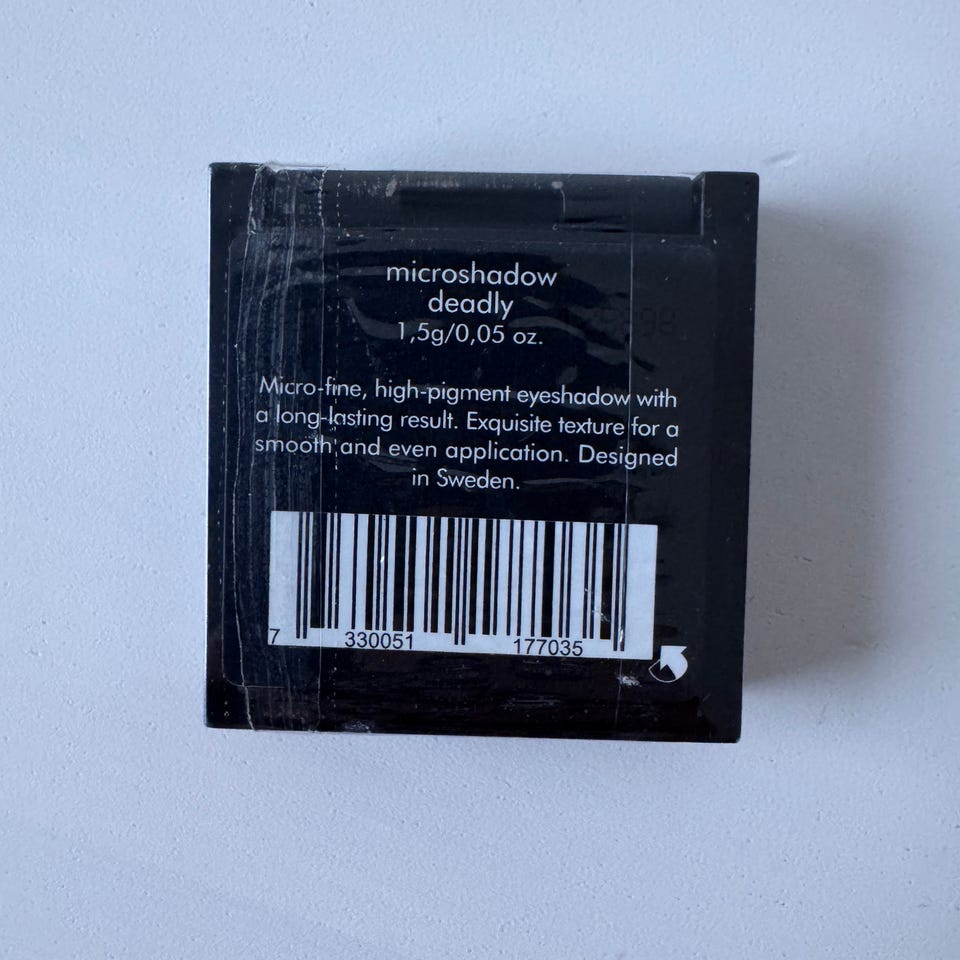 microshadow
deadly
1,5g/0,05 oz.
Micro-fine, high-pigment eyeshadow with
a long-lasting result. Exquisite texture for a
smooth and even application. Designed
in Sweden.
7 330051 177035